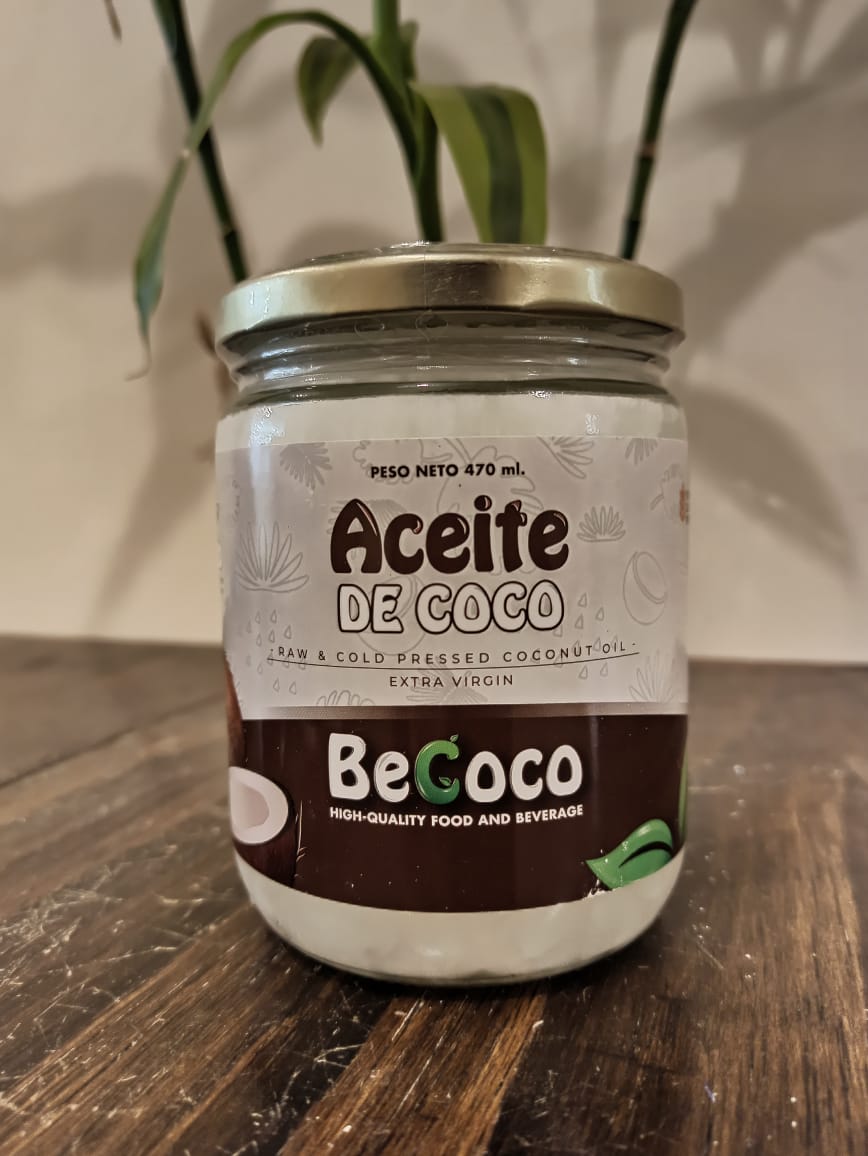 PESO NETO 470 ml.
Aceite
DE COCO
- RAW & COLD PRESSED COCONUT OIL -
EXTRA VIRGIN
BeCoco
HIGH-QUALITY FOOD AND BEVERAGE